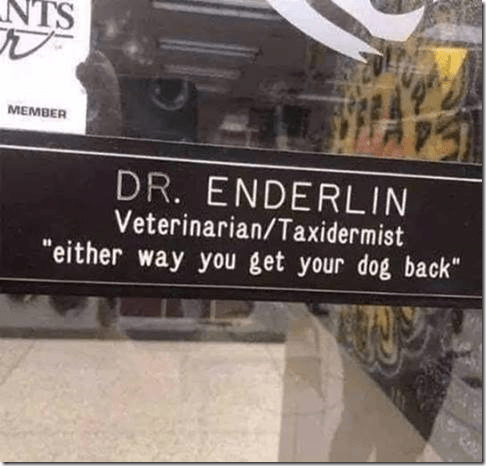 NTS
MEMBER
DR. ENDERLIN
Veterinarian/Taxidermist
"either way you get your dog back"